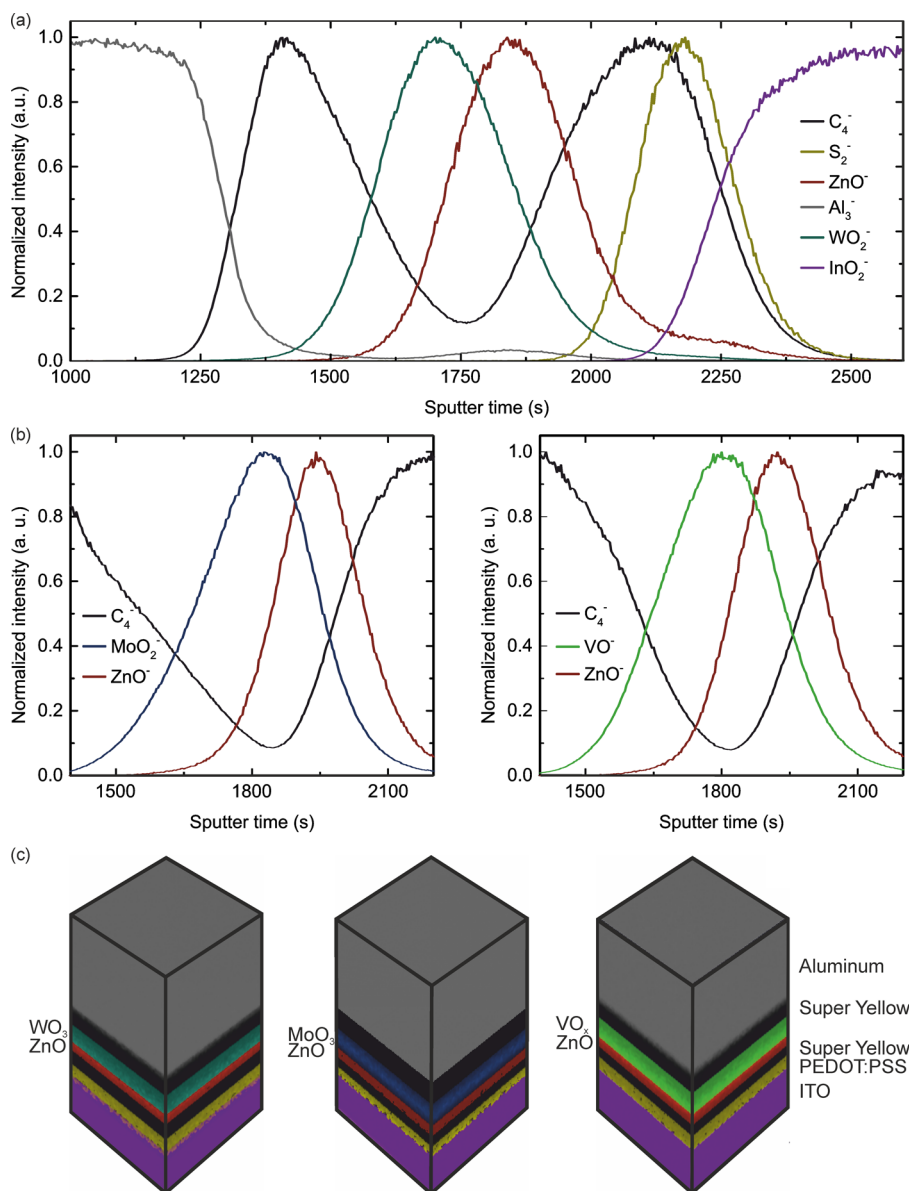 (a)
Normalized intensity (a.u.)
1.0
0.8
0.6
0.4
0.2
0.0
C₄⁻
S₂⁻
ZnO⁻
Al₃⁻
WO₂⁻
InO₂⁻
1000 1250 1500 1750 2000 2250 2500
Sputter time (s)
(b)
Normalized intensity (a. u.)
1.0
0.8
0.6
0.4
0.2
0.0
C₄⁻
MoO₂⁻
ZnO⁻
1500 1800 2100
Sputter time (s)
Normalized intensity (a. u.)
1.0
0.8
0.6
0.4
0.2
0.0
C₄⁻
VO⁻
ZnO⁻
1500 1800 2100
Sputter time (s)
(c)
WO₃
ZnO
MoO₃
ZnO
VOₓ
ZnO
Aluminum
Super Yellow
Super Yellow
PEDOT:PSS
ITO